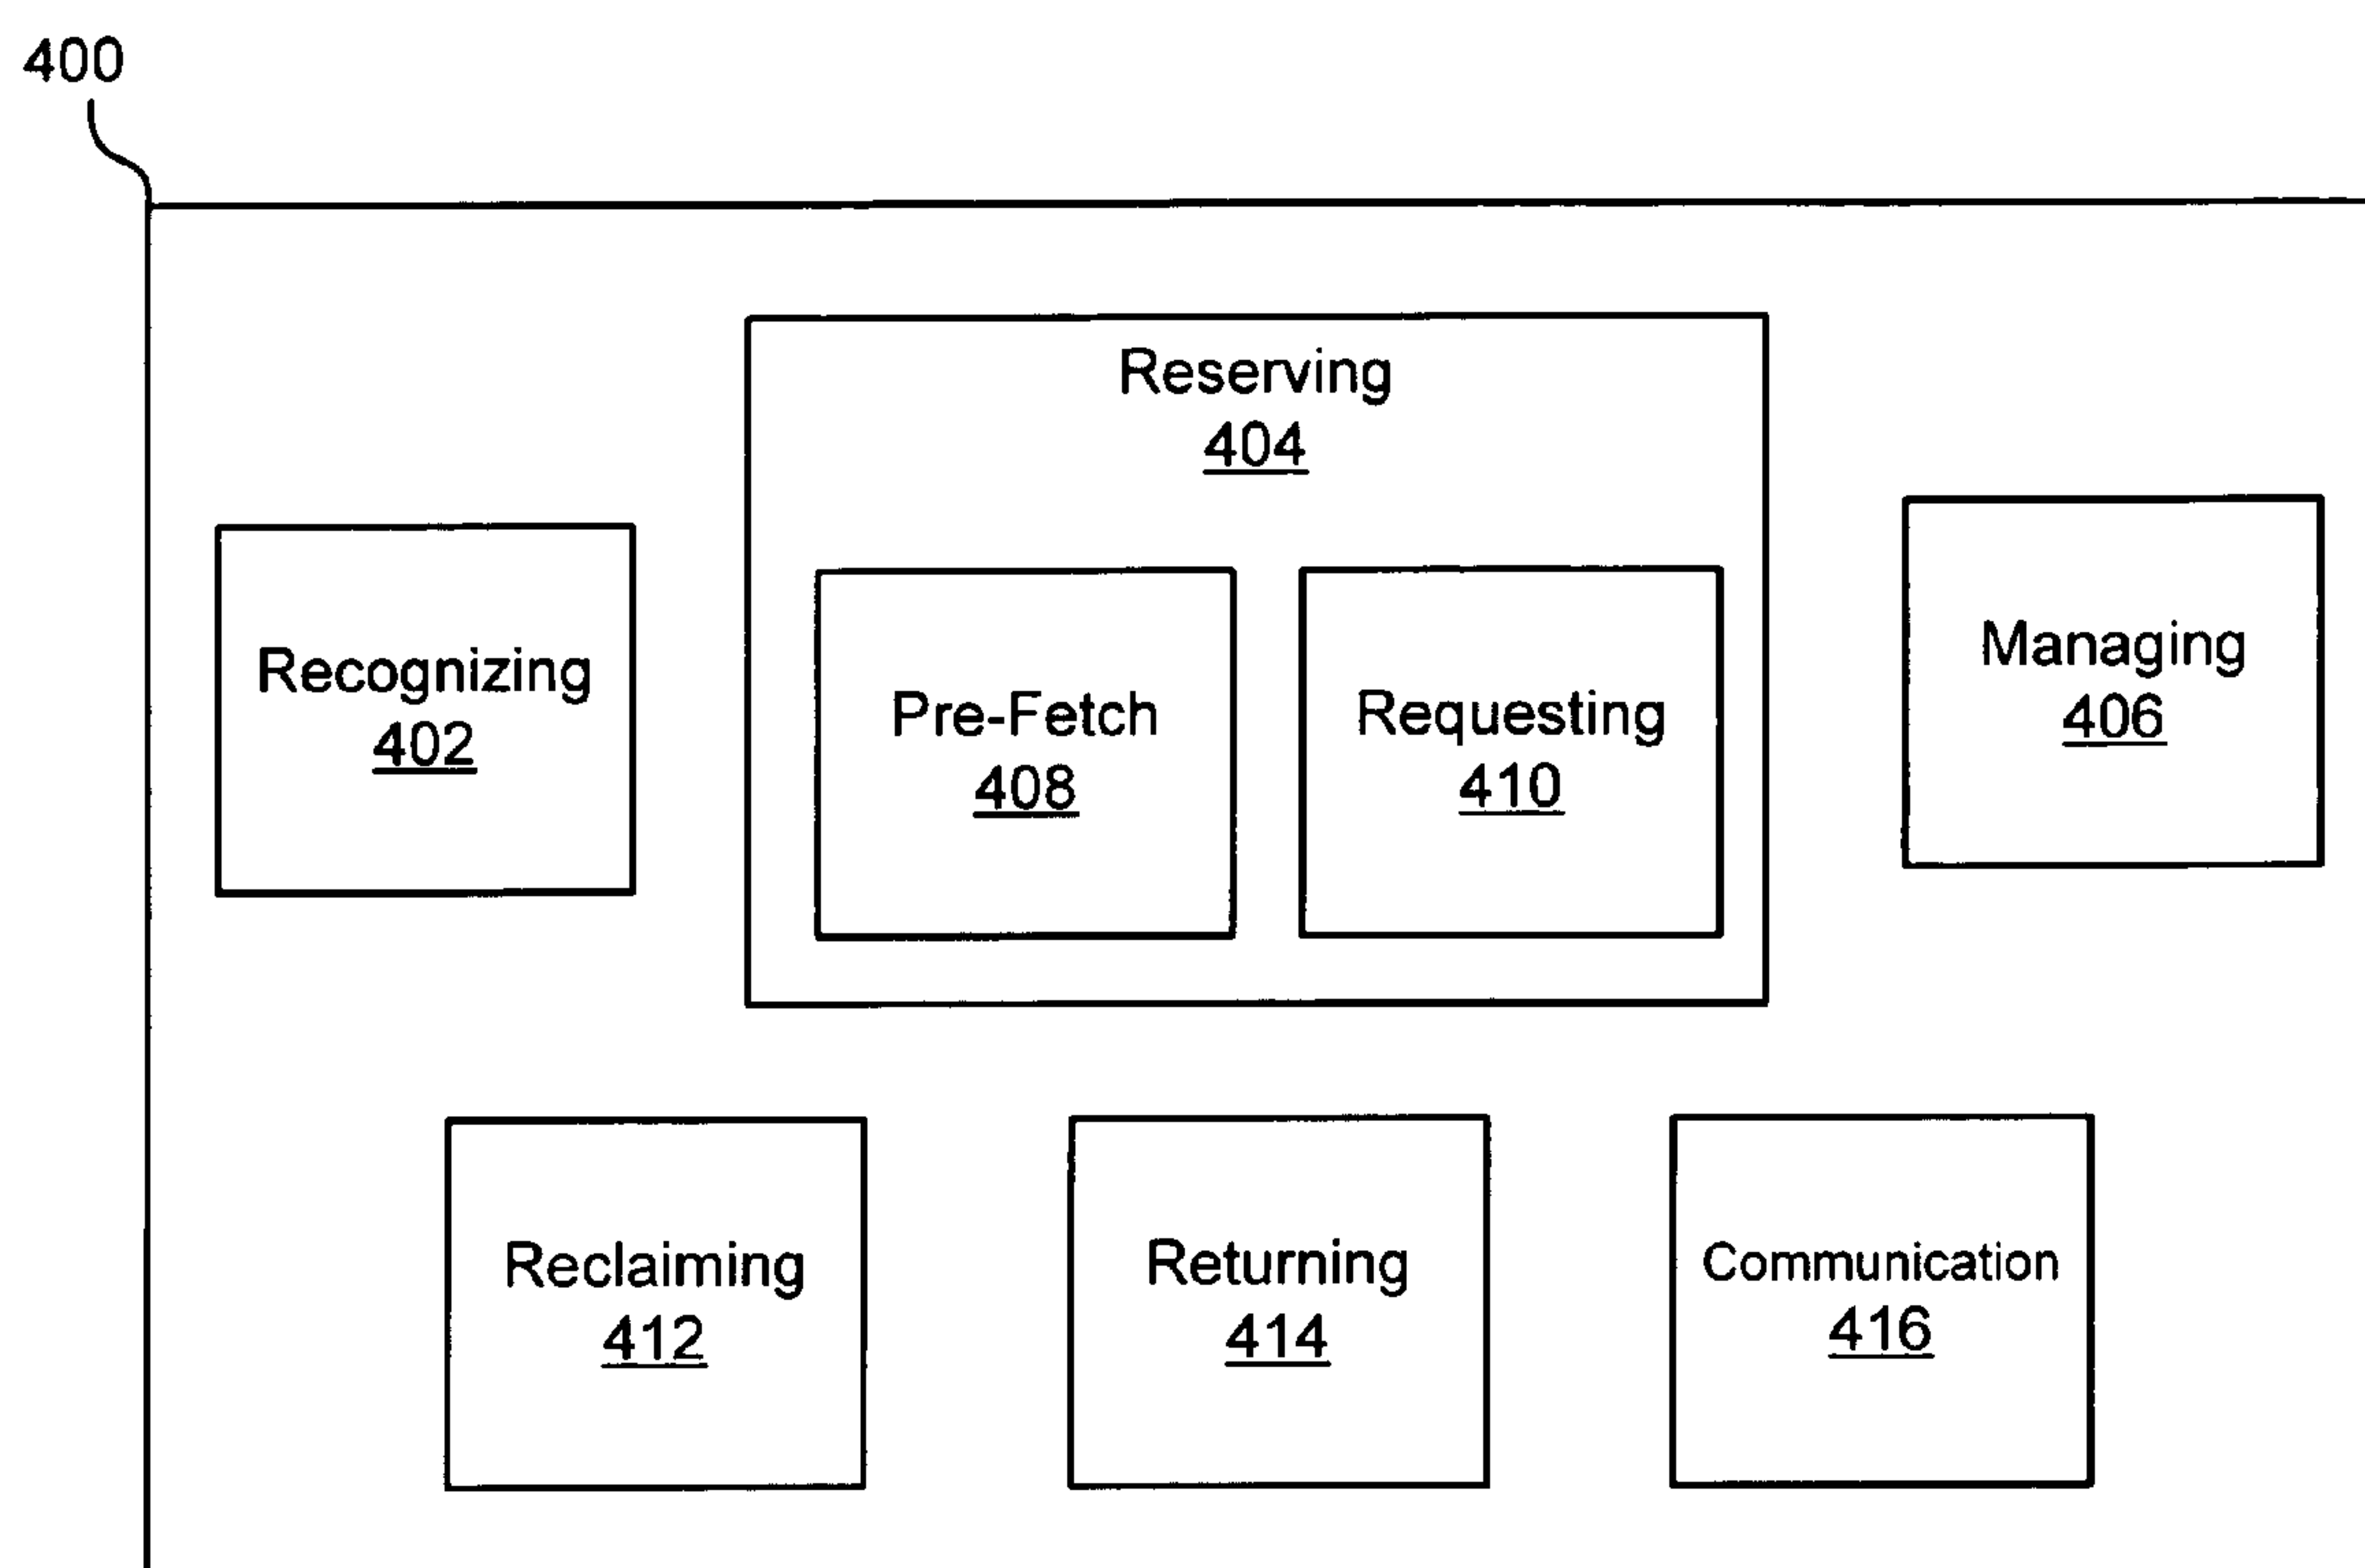 400
Reserving
404
Recognizing
402
Pre-Fetch
408
Requesting
410
Managing
406
Reclaiming
412
Returning
414
Communication
416